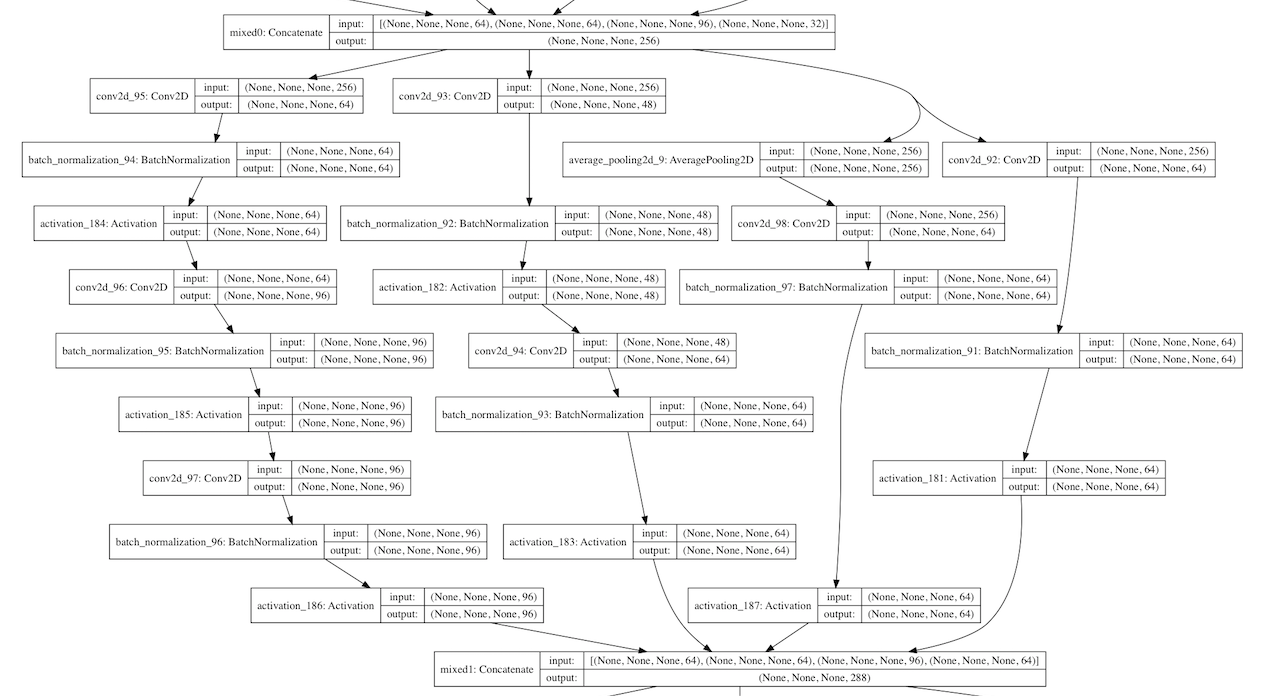 mixed0: Concatenate
input: [(None, None, None, 64), (None, None, None, 64), (None, None, None, 96), (None, None, None, 32)]
output: (None, None, None, 256)
conv2d_95: Conv2D
input: (None, None, None, 256)
output: (None, None, None, 64)
conv2d_93: Conv2D
input: (None, None, None, 256)
output: (None, None, None, 48)
batch_normalization_94: BatchNormalization
input: (None, None, None, 64)
output: (None, None, None, 64)
average_pooling2d_9: AveragePooling2D
input: (None, None, None, 256)
output: (None, None, None, 256)
conv2d_92: Conv2D
input: (None, None, None, 256)
output: (None, None, None, 64)
activation_184: Activation
input: (None, None, None, 64)
output: (None, None, None, 64)
batch_normalization_92: BatchNormalization
input: (None, None, None, 48)
output: (None, None, None, 48)
conv2d_98: Conv2D
input: (None, None, None, 256)
output: (None, None, None, 64)
conv2d_96: Conv2D
input: (None, None, None, 64)
output: (None, None, None, 96)
activation_182: Activation
input: (None, None, None, 48)
output: (None, None, None, 48)
batch_normalization_97: BatchNormalization
input: (None, None, None, 64)
output: (None, None, None, 64)
batch_normalization_95: BatchNormalization
input: (None, None, None, 96)
output: (None, None, None, 96)
conv2d_94: Conv2D
input: (None, None, None, 48)
output: (None, None, None, 64)
batch_normalization_91: BatchNormalization
input: (None, None, None, 64)
output: (None, None, None, 64)
activation_185: Activation
input: (None, None, None, 96)
output: (None, None, None, 96)
batch_normalization_93: BatchNormalization
input: (None, None, None, 64)
output: (None, None, None, 64)
conv2d_97: Conv2D
input: (None, None, None, 96)
output: (None, None, None, 96)
activation_181: Activation
input: (None, None, None, 64)
output: (None, None, None, 64)
batch_normalization_96: BatchNormalization
input: (None, None, None, 96)
output: (None, None, None, 96)
activation_183: Activation
input: (None, None, None, 64)
output: (None, None, None, 64)
activation_186: Activation
input: (None, None, None, 96)
output: (None, None, None, 96)
activation_187: Activation
input: (None, None, None, 64)
output: (None, None, None, 64)
mixed1: Concatenate
input: [(None, None, None, 64), (None, None, None, 64), (None, None, None, 96), (None, None, None, 64)]
output: (None, None, None, 288)